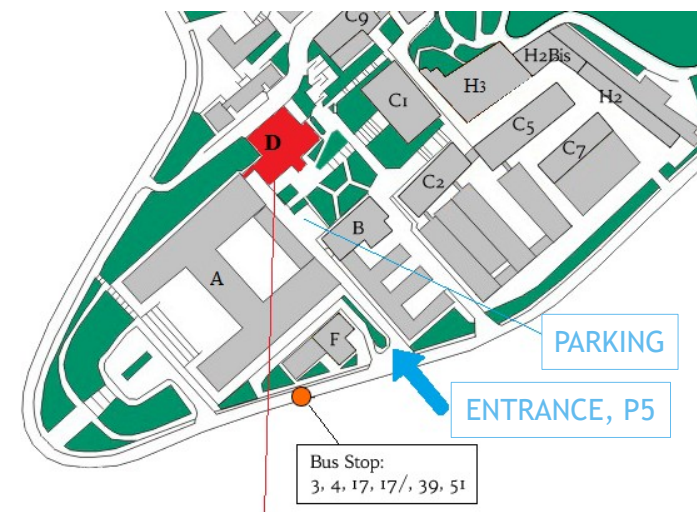 C9
H2Bis
H3
H2
C1
C5
D
C7
C2
B
A
F
PARKING
ENTRANCE, P5
Bus Stop:
3, 4, 17, 17/, 39, 51